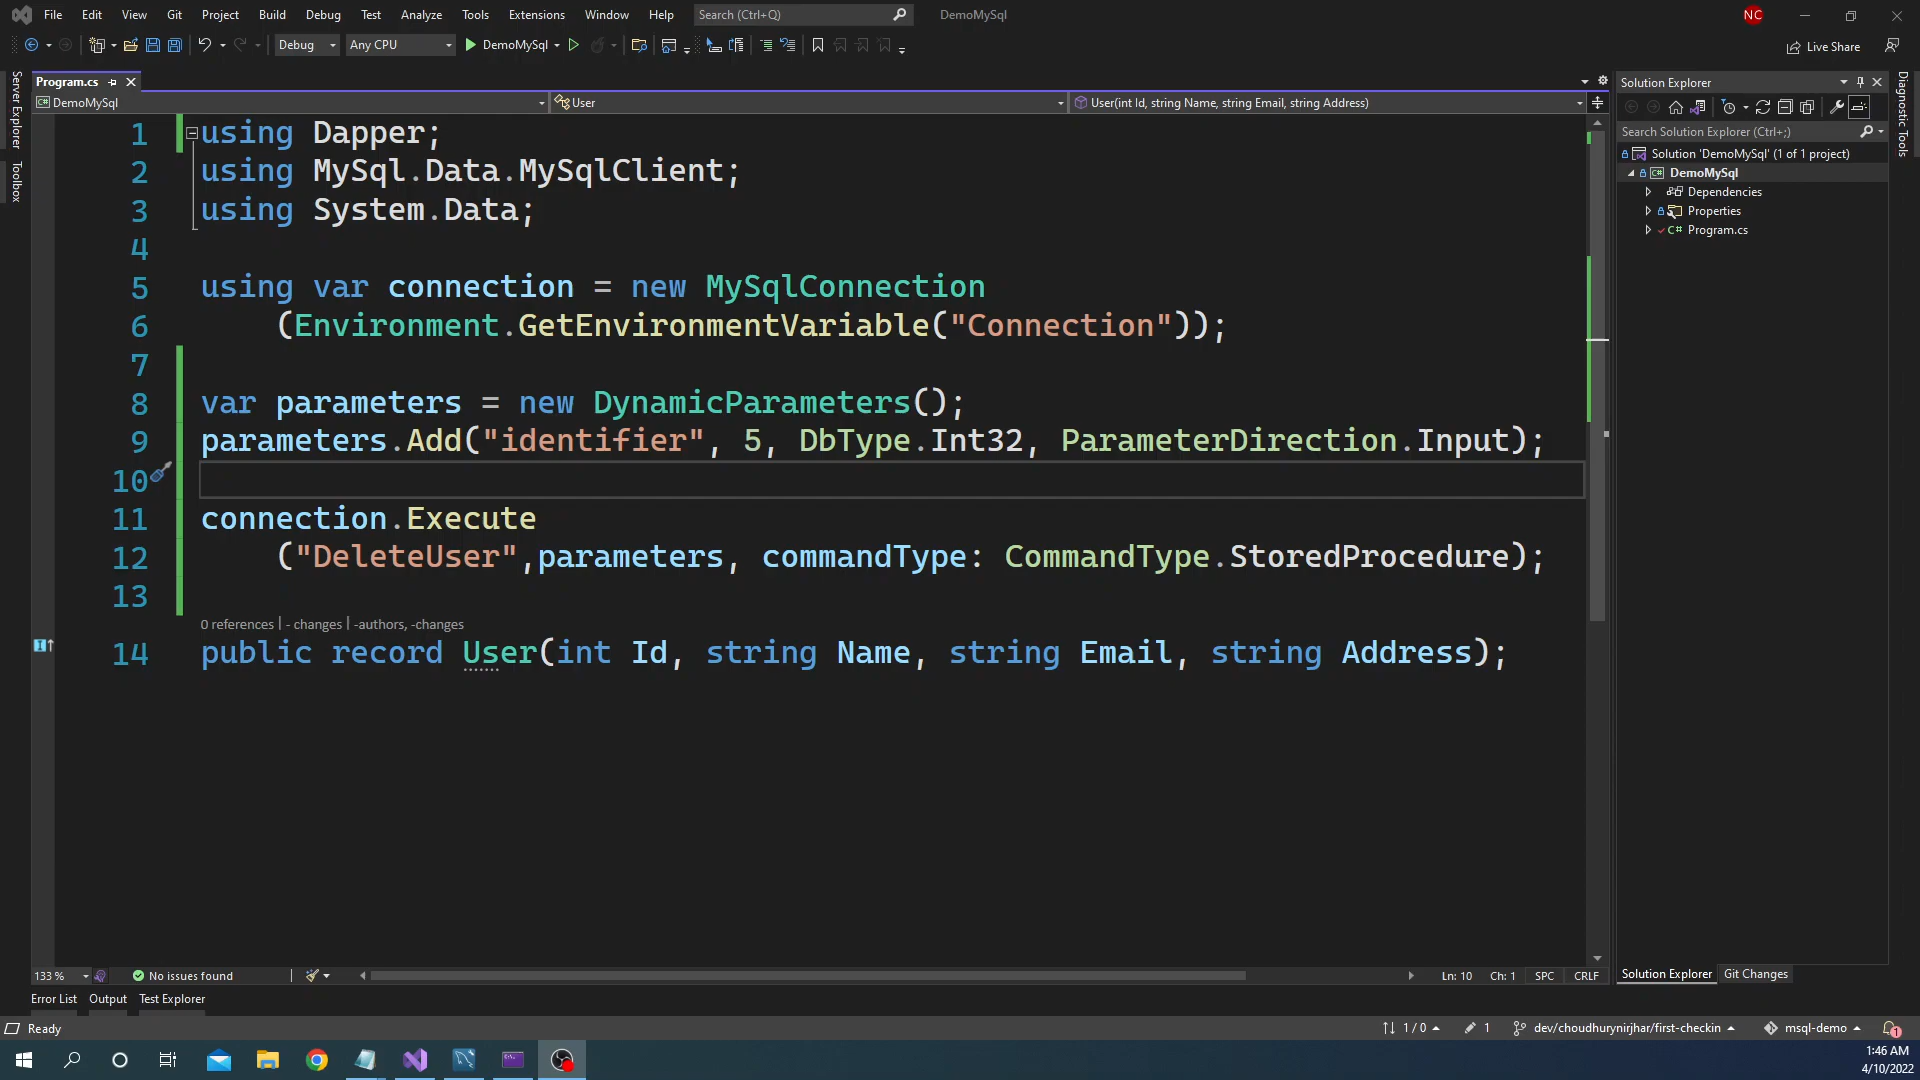 File Edit View Git Project Build Debug Test Analyze Tools Extensions Window Help Search (Ctrl+Q) DemoMySql NC
Debug Any CPU DemoMySql Live Share
Server Explorer
Toolbox
Program.cs
DemoMySql User User(int Id, string Name, string Email, string Address)
1 using Dapper;
2 using MySql.Data.MySqlClient;
3 using System.Data;
4
5 using var connection = new MySqlConnection
6 (Environment.GetEnvironmentVariable("Connection"));
7
8 var parameters = new DynamicParameters();
9 parameters.Add("identifier", 5, DbType.Int32, ParameterDirection.Input);
10
11 connection.Execute
12 ("DeleteUser",parameters, commandType: CommandType.StoredProcedure);
13
0 references | - changes | -authors, -changes
14 public record User(int Id, string Name, string Email, string Address);
133 % No issues found Ln: 10 Ch: 1 SPC CRLF
Solution Explorer
Search Solution Explorer (Ctrl+;)
Solution 'DemoMySql' (1 of 1 project)
C# DemoMySql
Dependencies
Properties
C# Program.cs
Solution Explorer Git Changes
Diagnostic Tools
Error List Output Test Explorer
Ready 1 / 0 1 dev/choudhurynirjhar/first-checkin msql-demo 1
1:46 AM
4/10/2022